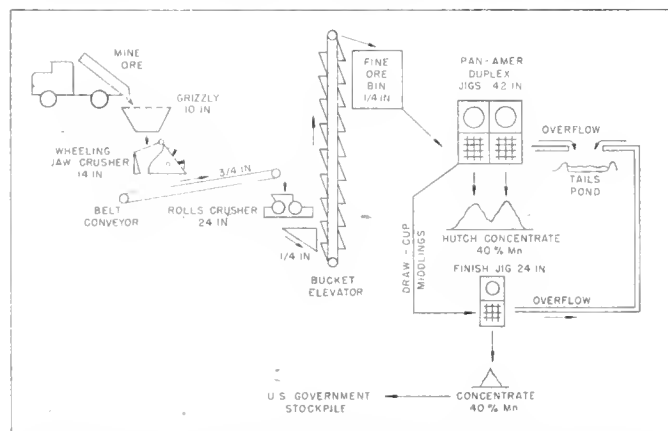 MINE
ORE
GRIZZLY
10 IN
WHEELING
JAW CRUSHER
14 IN
3/4 IN
BELT
CONVEYOR
ROLLS CRUSHER
24 IN
1/4 IN
BUCKET
ELEVATOR
FINE
ORE
BIN
1/4 IN
PAN-AMER
DUPLEX
JIGS 42 IN
OVERFLOW
TAILS
POND
HUTCH CONCENTRATE
40% Mn
DRAW-CUP
MIDDLINGS
FINISH JIG 24 IN
OVERFLOW
CONCENTRATE
40% Mn
U.S. GOVERNMENT
STOCKPILE